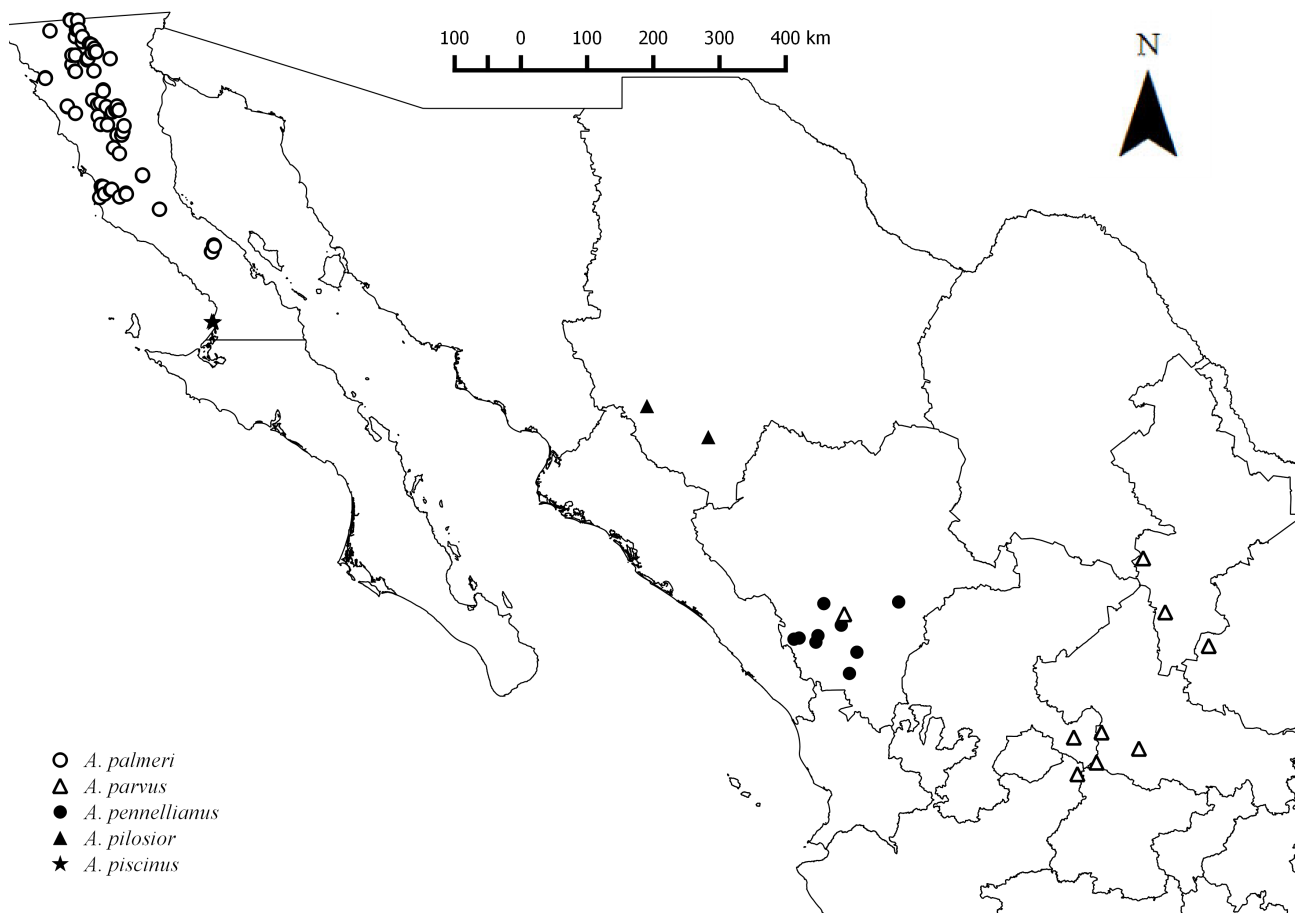 100 0 100 200 300 400 km
N
A. palmeri
A. parvus
A. pennellianus
A. pilosior
A. piscinus